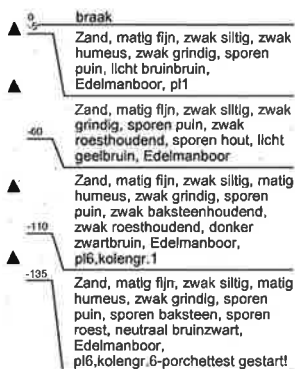 0
braak
-5
Zand, matig fijn, zwak siltig, zwak
humeus, zwak grindig, sporen
puin, licht bruinbruin,
Edelmanboor, pl1
Zand, matig fijn, zwak siltig, zwak
grindig, sporen puin, zwak
roesthoudend, sporen hout, licht
geelbruin, Edelmanboor
-60
Zand, matig fijn, zwak siltig, matig
humeus, zwak grindig, sporen
puin, zwak baksteenhoudend,
zwak roesthoudend, donker
zwartbruin, Edelmanboor,
pl6,kolengr.1
-110
-135
Zand, matig fijn, zwak siltig, matig
humeus, zwak grindig, sporen
puin, sporen baksteen, sporen
roest, neutraal bruinzwart,
Edelmanboor,
pl6,kolengr.6-porchettest gestart!